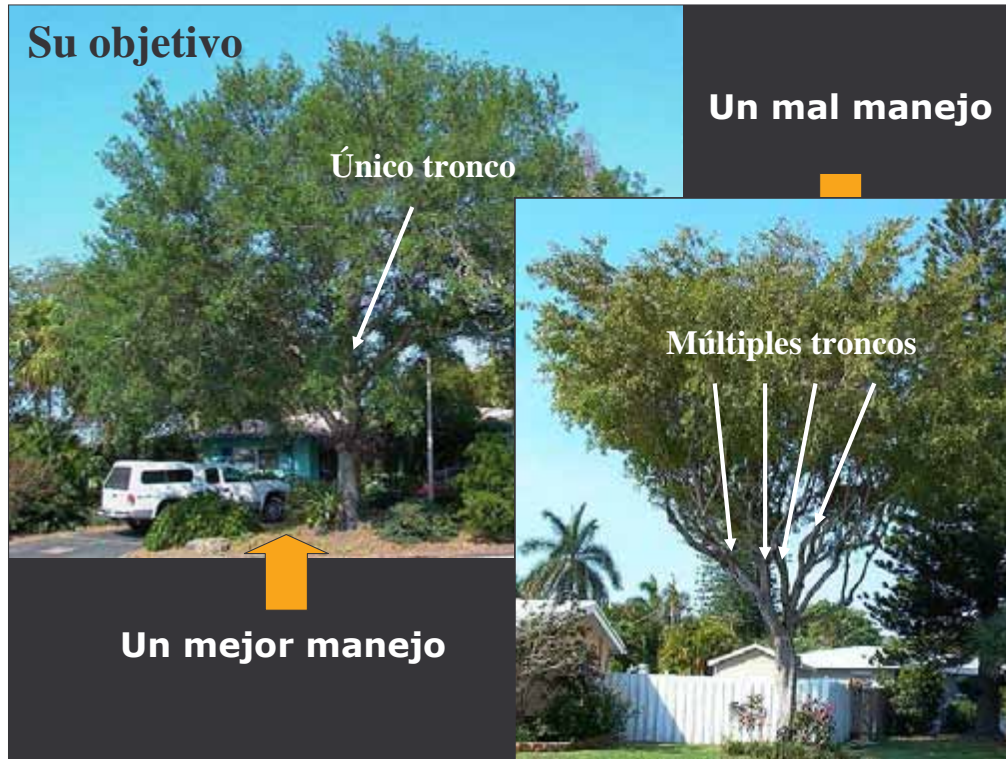 Su objetivo
Un mal manejo
Único tronco
Múltiples troncos
Un mejor manejo